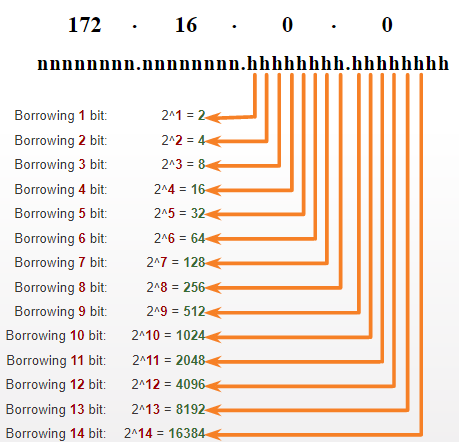 172 . 16 . 0 . 0
nnnnnnnn.nnnnnnnn.hhhhhhhh.hhhhhhhh
Borrowing 1 bit: 2^1 = 2
Borrowing 2 bit: 2^2 = 4
Borrowing 3 bit: 2^3 = 8
Borrowing 4 bit: 2^4 = 16
Borrowing 5 bit: 2^5 = 32
Borrowing 6 bit: 2^6 = 64
Borrowing 7 bit: 2^7 = 128
Borrowing 8 bit: 2^8 = 256
Borrowing 9 bit: 2^9 = 512
Borrowing 10 bit: 2^10 = 1024
Borrowing 11 bit: 2^11 = 2048
Borrowing 12 bit: 2^12 = 4096
Borrowing 13 bit: 2^13 = 8192
Borrowing 14 bit: 2^14 = 16384